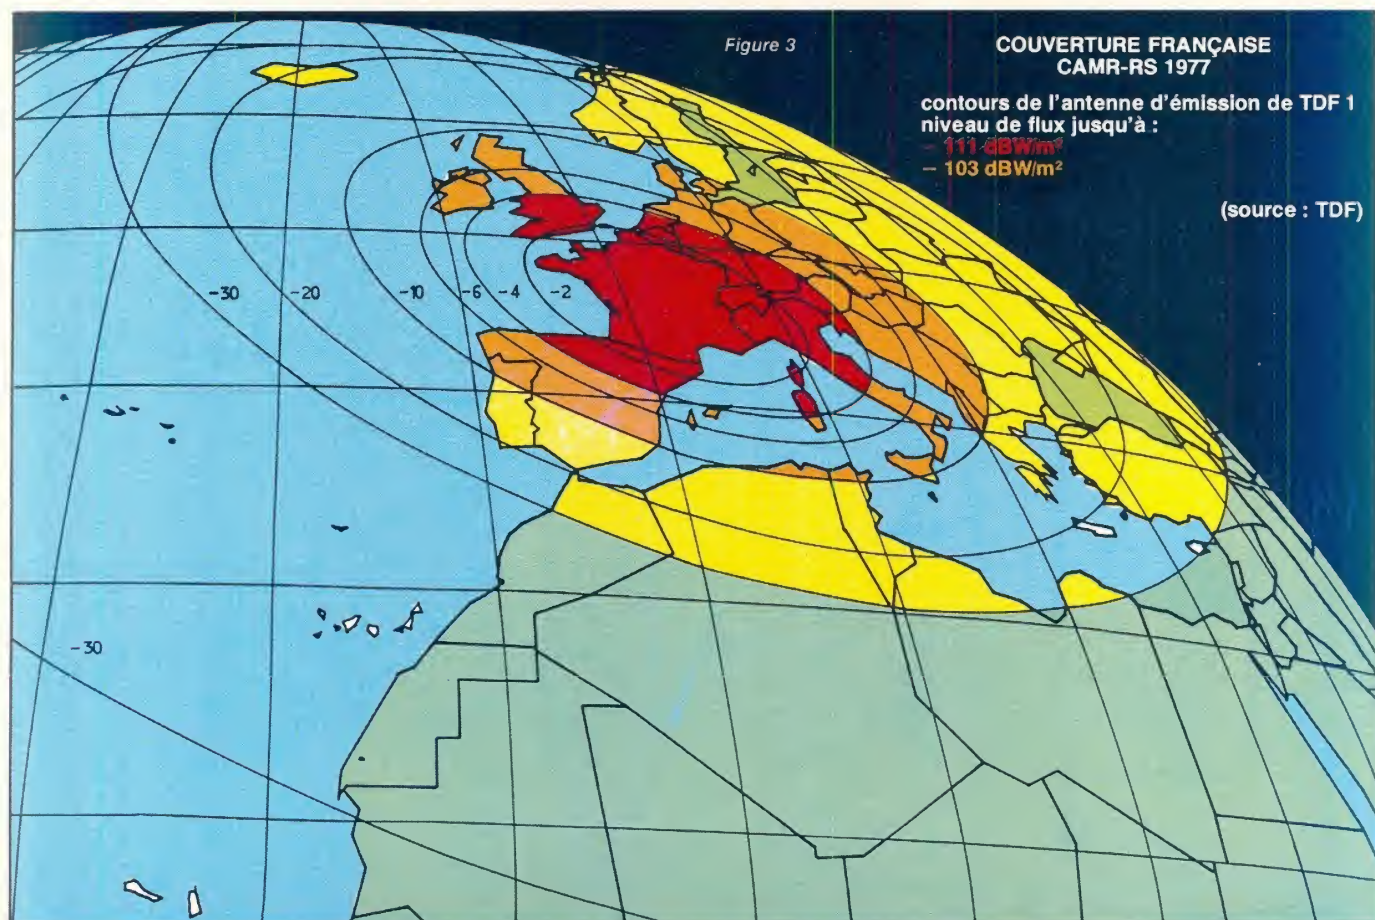 Figure 3
COUVERTURE FRANÇAISE
CAMR-RS 1977
contours de l'antenne d'émission de TDF 1
niveau de flux jusqu'à :
– 111 dBW/m²
– 103 dBW/m²
(source : TDF)
-30 -20 -10 -6 -4 -2
-30